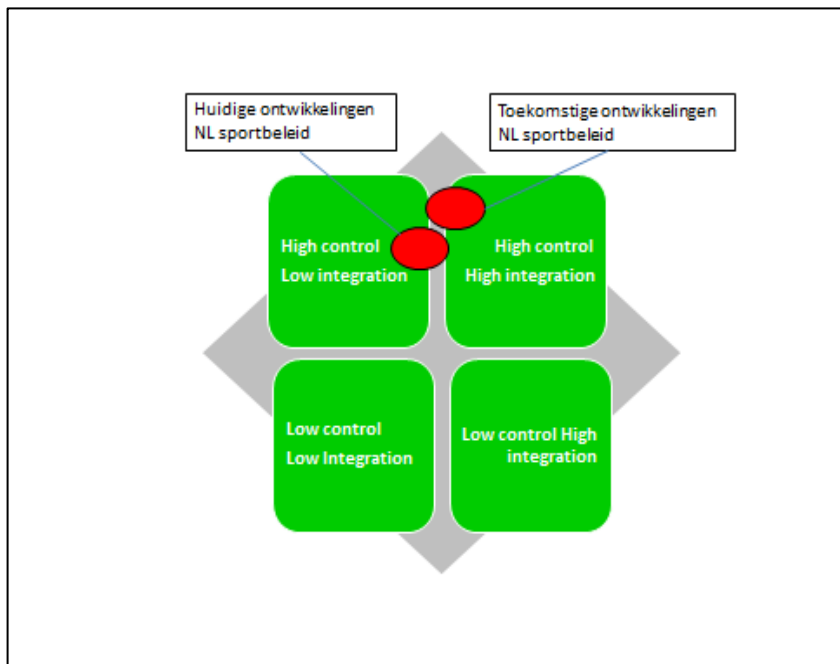 Huidige ontwikkelingen
NL sportbeleid
Toekomstige ontwikkelingen
NL sportbeleid
High control
Low integration
High control
High integration
Low control
Low Integration
Low control High
integration